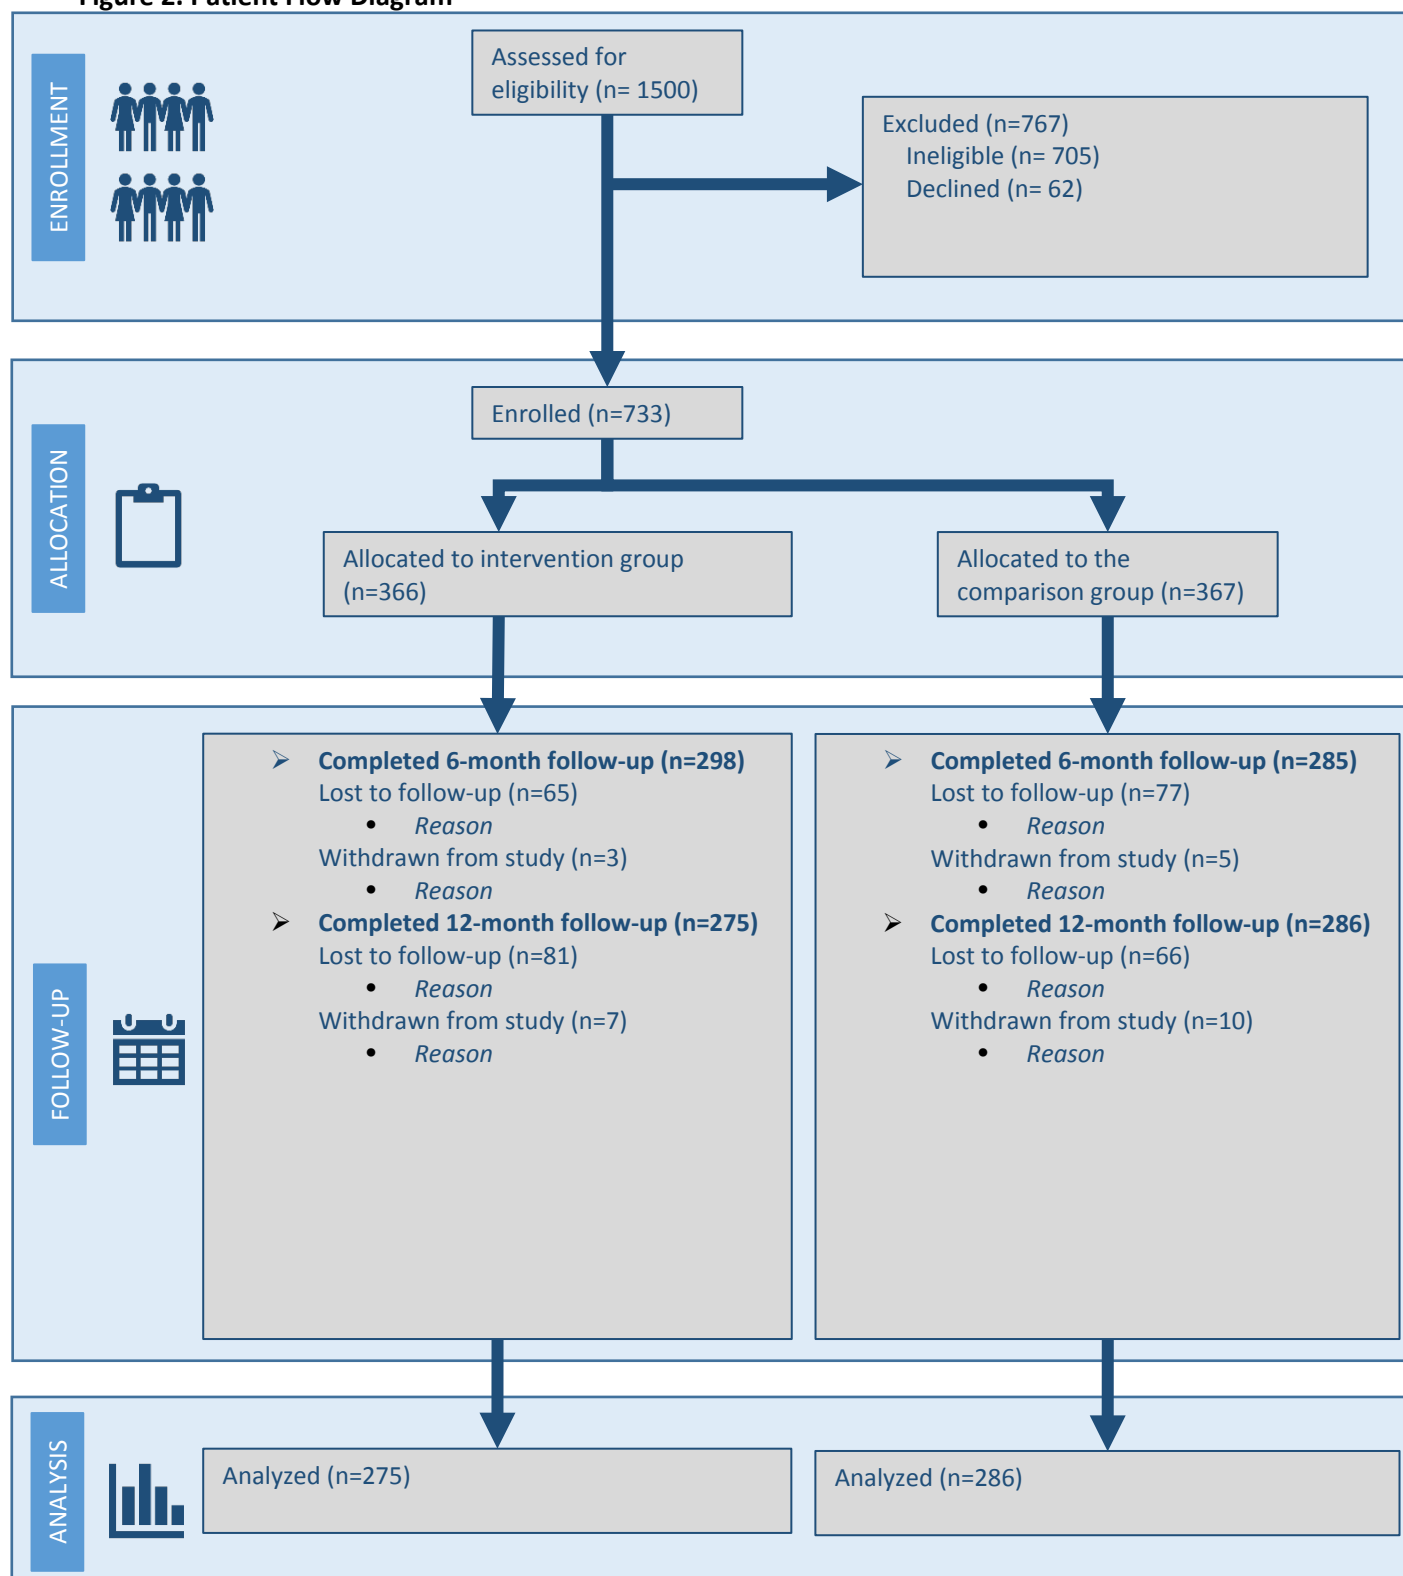 Figure 2. Patient Flow Diagram
ENROLLMENT
Assessed for
eligibility (n= 1500)
Excluded (n=767)
Ineligible (n= 705)
Declined (n= 62)
ALLOCATION
Enrolled (n=733)
Allocated to intervention group
(n=366)
Allocated to the
comparison group (n=367)
FOLLOW-UP
➢ Completed 6-month follow-up (n=298)
Lost to follow-up (n=65)
• Reason
Withdrawn from study (n=3)
• Reason
➢ Completed 12-month follow-up (n=275)
Lost to follow-up (n=81)
• Reason
Withdrawn from study (n=7)
• Reason
➢ Completed 6-month follow-up (n=285)
Lost to follow-up (n=77)
• Reason
Withdrawn from study (n=5)
• Reason
➢ Completed 12-month follow-up (n=286)
Lost to follow-up (n=66)
• Reason
Withdrawn from study (n=10)
• Reason
ANALYSIS
Analyzed (n=275)
Analyzed (n=286)